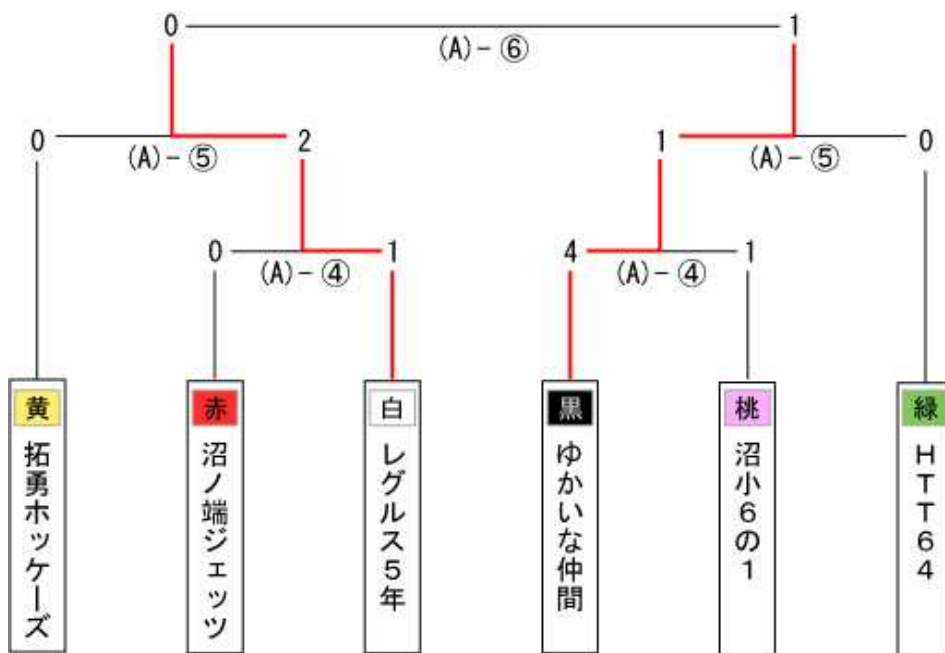 0 1
(A)-⑥
0 2 1 0
(A)-⑤ (A)-⑤
0 1 4 1
(A)-④ (A)-④
黄
拓勇ホッケーズ
赤
沼ノ端ジェッツ
白
レグルス5年
黒
ゆかいな仲間
桃
沼小6の1
緑
HTT64